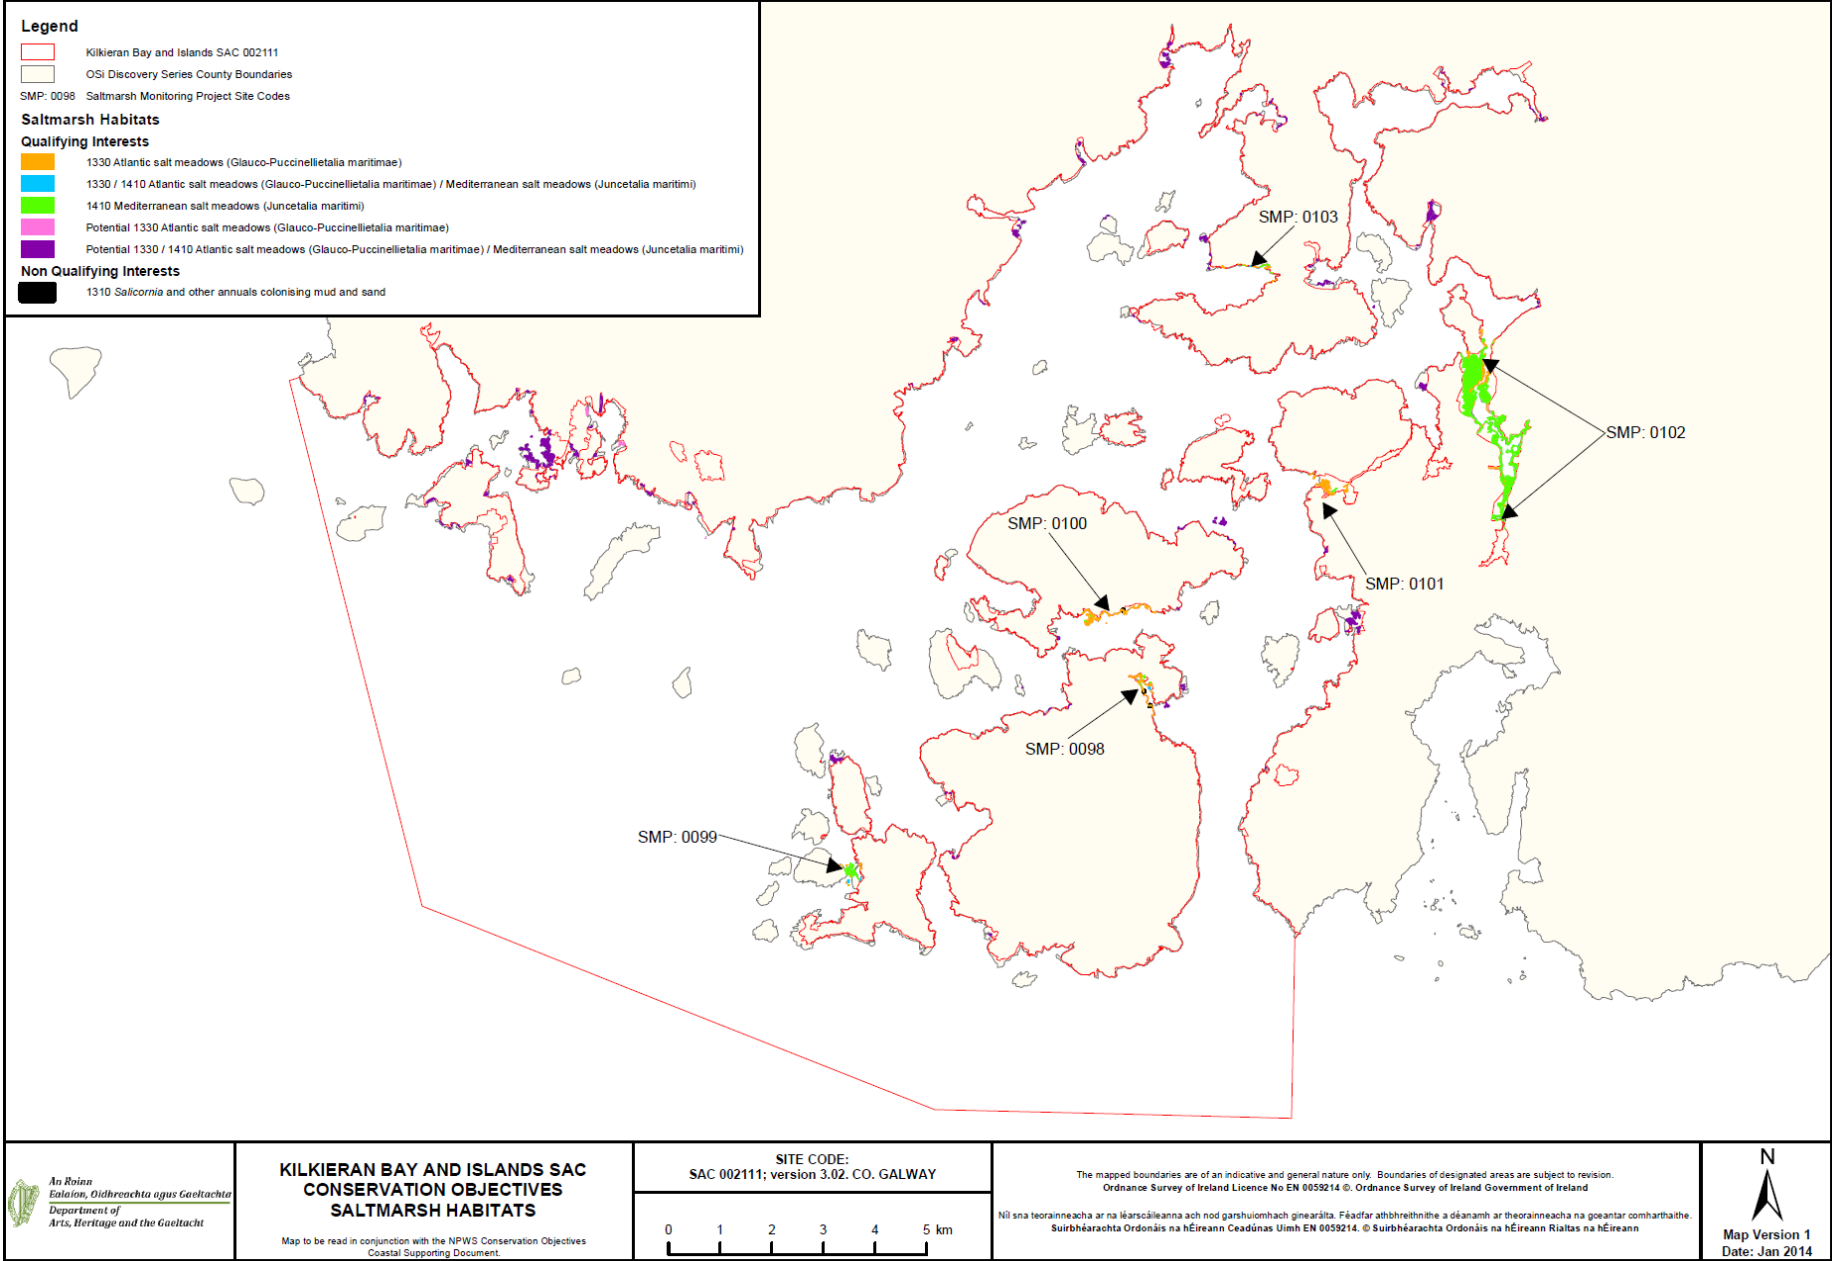 Legend
Kilkieran Bay and Islands SAC 002111
OSi Discovery Series County Boundaries
SMP: 0098 Saltmarsh Monitoring Project Site Codes
Saltmarsh Habitats
Qualifying Interests
1330 Atlantic salt meadows (Glauco-Puccinellietalia maritimae)
1330 / 1410 Atlantic salt meadows (Glauco-Puccinellietalia maritimae) / Mediterranean salt meadows (Juncetalia maritimi)
1410 Mediterranean salt meadows (Juncetalia maritimi)
Potential 1330 Atlantic salt meadows (Glauco-Puccinellietalia maritimae)
Potential 1330 / 1410 Atlantic salt meadows (Glauco-Puccinellietalia maritimae) / Mediterranean salt meadows (Juncetalia maritimi)
Non Qualifying Interests
1310 Salicornia and other annuals colonising mud and sand
SMP: 0103
SMP: 0102
SMP: 0100
SMP: 0101
SMP: 0098
SMP: 0099
An Roinn
Ealaíon, Oidhreachta agus Gaeltachta
Department of
Arts, Heritage and the Gaeltacht
KILKIERAN BAY AND ISLANDS SAC
CONSERVATION OBJECTIVES
SALTMARSH HABITATS
Map to be read in conjunction with the NPWS Conservation Objectives
Coastal Supporting Document.
SITE CODE:
SAC 002111; version 3.02. CO. GALWAY
0 1 2 3 4 5 km
The mapped boundaries are of an indicative and general nature only. Boundaries of designated areas are subject to revision.
Ordnance Survey of Ireland Licence No EN 0059214 ©. Ordnance Survey of Ireland Government of Ireland
Níl sna teorainneacha ar na léarscáileanna ach nod garshuiomhach ginearálta. Féadfar athbhreithnithe a déanamh ar theorainneacha na gceantar comharthaithe.
Suirbhéarachta Ordonáis na hÉireann Ceadúnas Uimh EN 0059214. © Suirbhéarachta Ordonáis na hÉireann Rialtas na hÉireann
N
Map Version 1
Date: Jan 2014